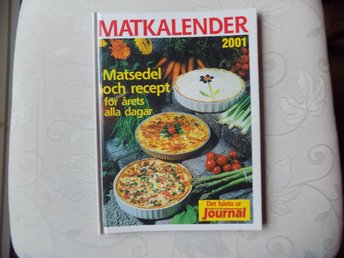 MATKALENDER
2001
Matsedel
och recept
för årets
alla dagar
Det bästa ur
Journal